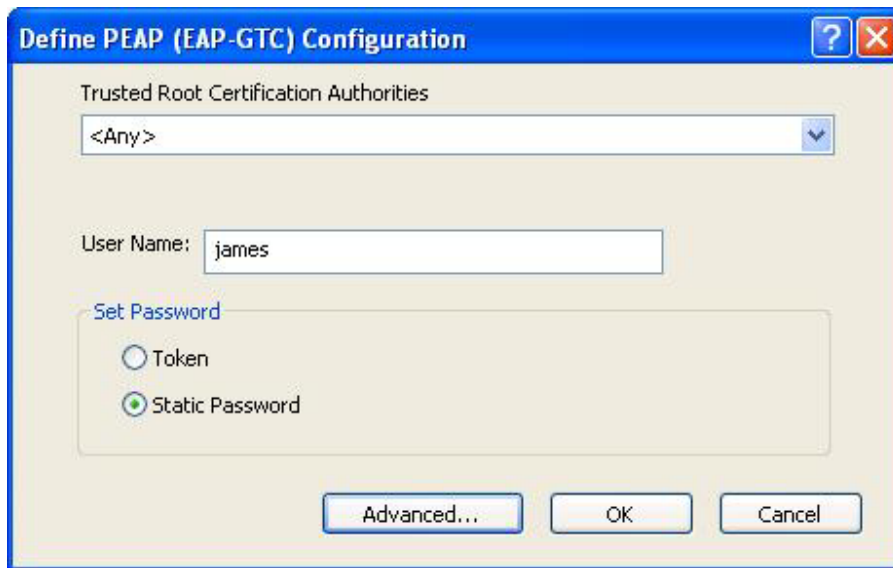 Define PEAP (EAP-GTC) Configuration
Trusted Root Certification Authorities
<Any>
User Name: james
Set Password
Token
Static Password
Advanced... OK Cancel